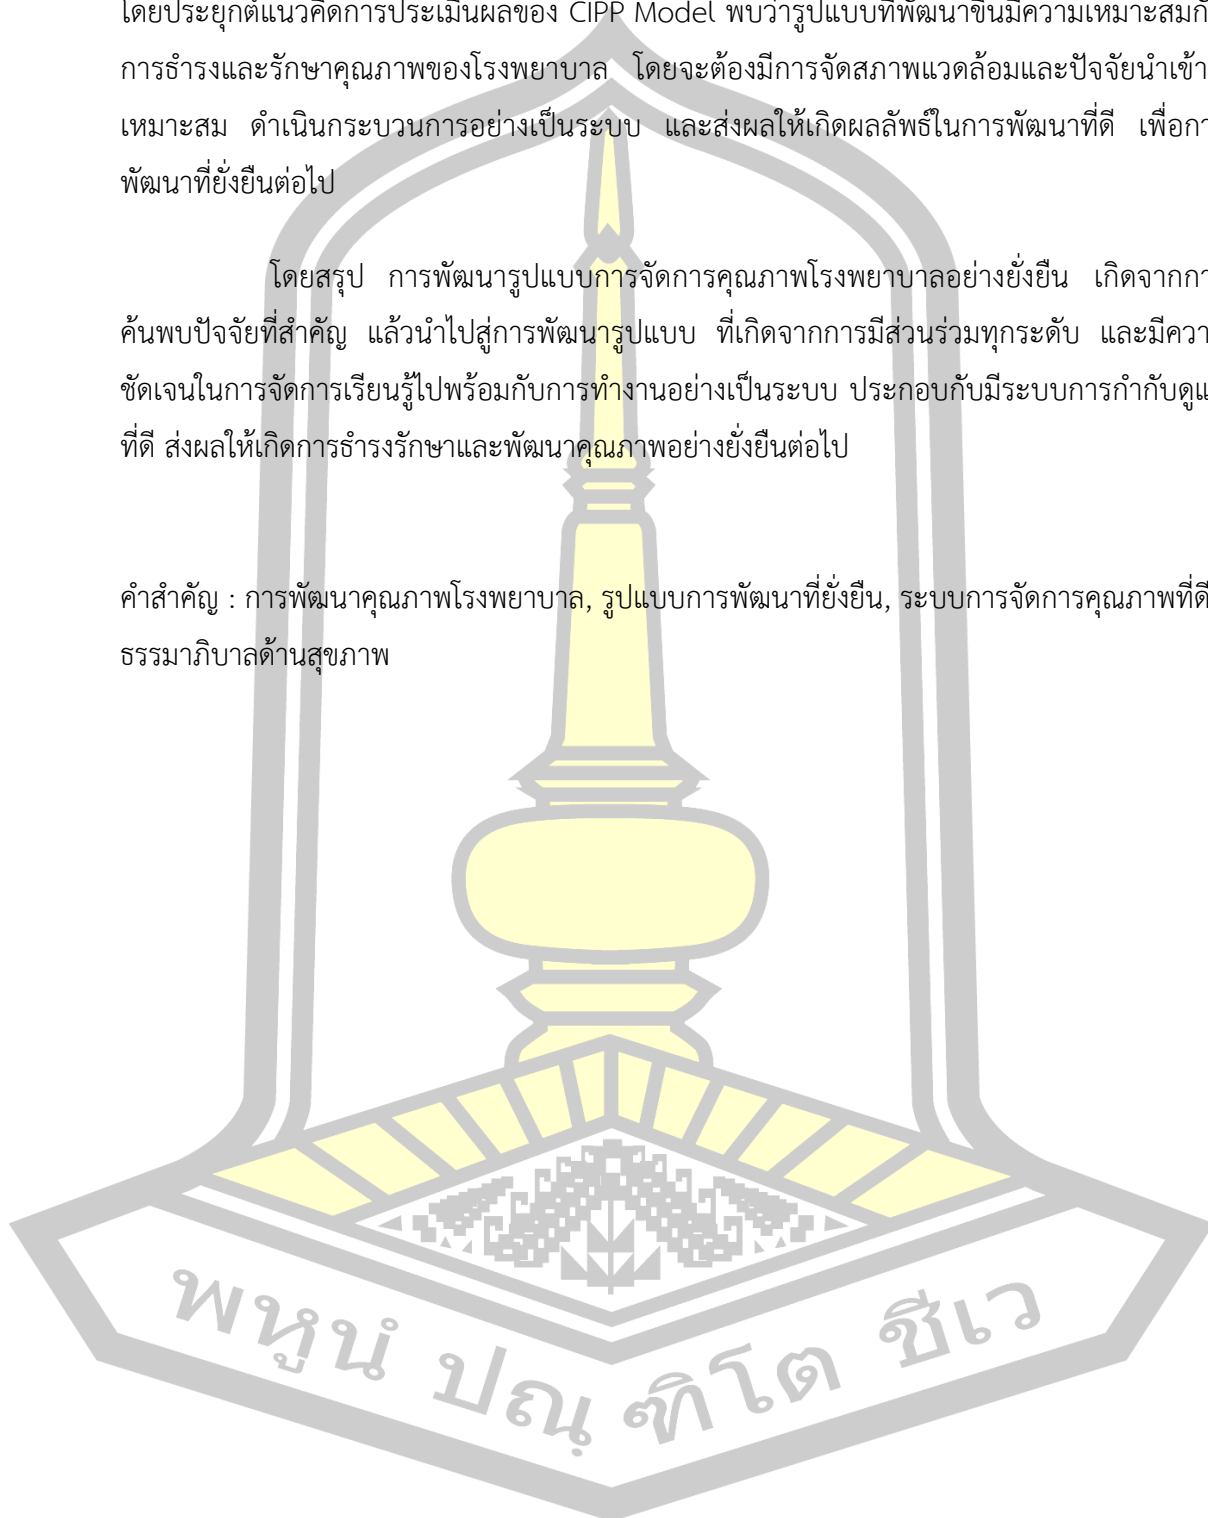 โดยประยุกต์แนวคิดการประเมินผลของ CIPP Model พบว่ารูปแบบที่พัฒนาขึ้นมีความเหมาะสมกั
การธำรงและรักษาคุณภาพของโรงพยาบาล โดยจะต้องมีการจัดสภาพแวดล้อมและปัจจัยนำเข้า
เหมาะสม ดำเนินกระบวนการอย่างเป็นระบบ และส่งผลให้เกิดผลลัพธ์ในการพัฒนาที่ดี เพื่อกา
พัฒนาที่ยั่งยืนต่อไป
โดยสรุป การพัฒนารูปแบบการจัดการคุณภาพโรงพยาบาลอย่างยั่งยืน เกิดจากกา
ค้นพบปัจจัยที่สำคัญ แล้วนำไปสู่การพัฒนารูปแบบ ที่เกิดจากการมีส่วนร่วมทุกระดับ และมีควา
ชัดเจนในการจัดการเรียนรู้ไปพร้อมกับการทำงานอย่างเป็นระบบ ประกอบกับมีระบบการกำกับดูแ
ที่ดี ส่งผลให้เกิดการธำรงรักษาและพัฒนาคุณภาพอย่างยั่งยืนต่อไป
คำสำคัญ : การพัฒนาคุณภาพโรงพยาบาล, รูปแบบการพัฒนาที่ยั่งยืน, ระบบการจัดการคุณภาพที่ดี
ธรรมาภิบาลด้านสุขภาพ
พหูนํ ปณฺ ฑิโต ชีเว